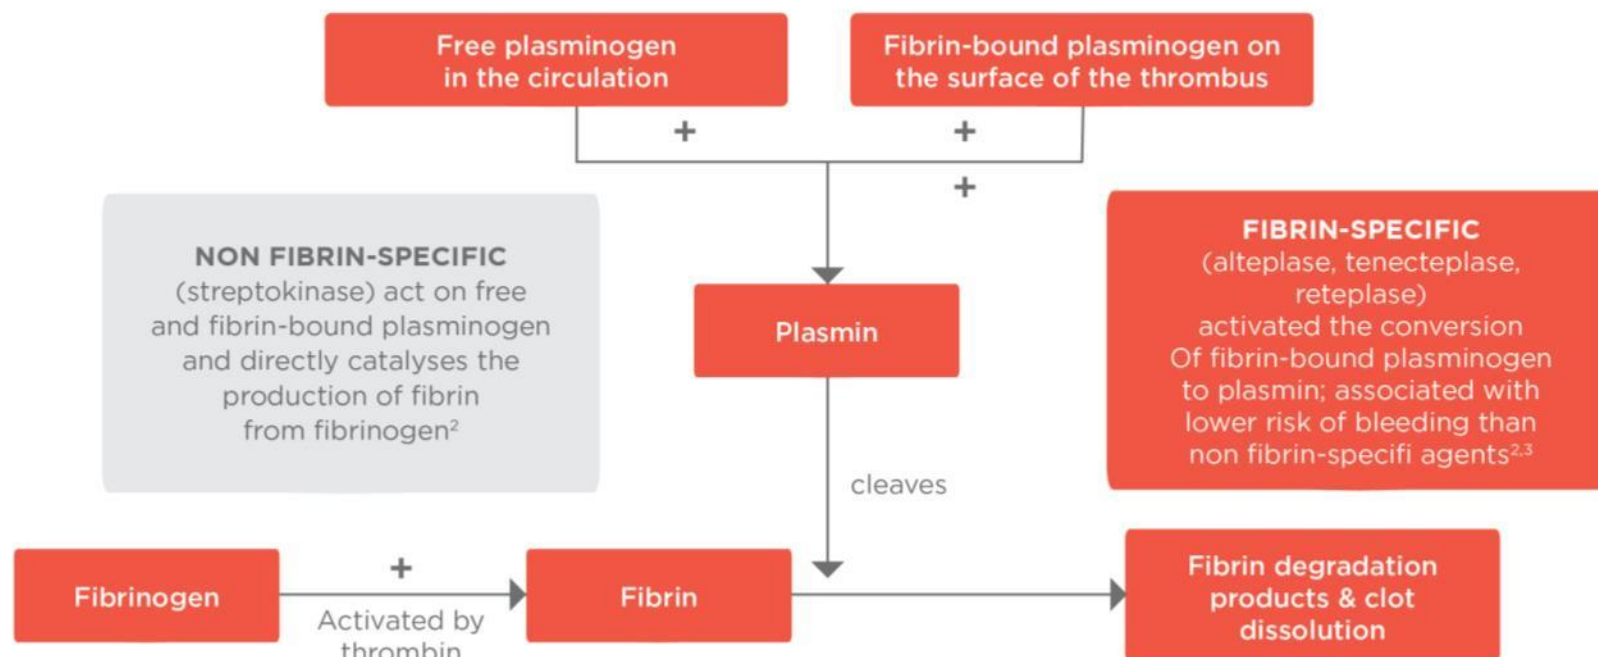 Free plasminogen
in the circulation
Fibrin-bound plasminogen on
the surface of the thrombus
+
+
+
NON FIBRIN-SPECIFIC
(streptokinase) act on free
and fibrin-bound plasminogen
and directly catalyses the
production of fibrin
from fibrinogen²
Plasmin
FIBRIN-SPECIFIC
(alteplase, tenecteplase,
reteplase)
activated the conversion
Of fibrin-bound plasminogen
to plasmin; associated with
lower risk of bleeding than
non fibrin-specifi agents²,³
cleaves
Fibrinogen
+
Activated by
thrombin
Fibrin
Fibrin degradation
products & clot
dissolution